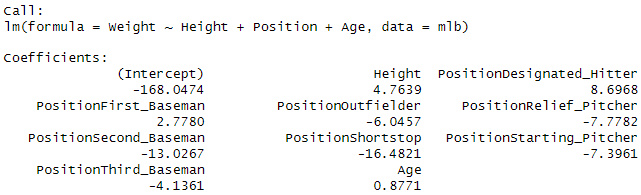 Call:
lm(formula = Weight ~ Height + Position + Age, data = mlb)
Coefficients:
(Intercept) Height PositionDesignated_Hitter
-168.0474 4.7639 8.6968
PositionFirst_Baseman PositionOutfielder PositionRelief_Pitcher
2.7780 -6.0457 -7.7782
PositionSecond_Baseman PositionShortstop PositionStarting_Pitcher
-13.0267 -16.4821 -7.3961
PositionThird_Baseman Age
-4.1361 0.8771